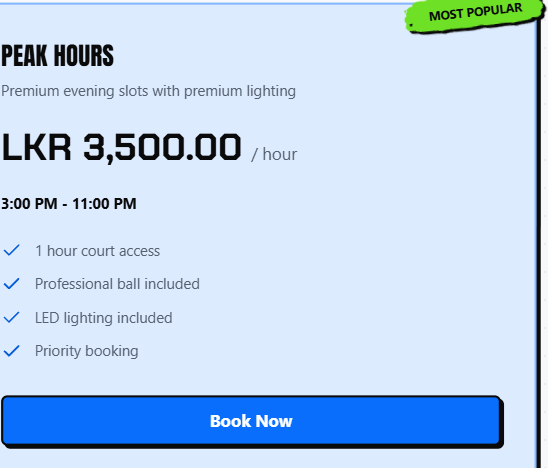 MOST POPULAR
PEAK HOURS
Premium evening slots with premium lighting
LKR 3,500.00 / hour
3:00 PM - 11:00 PM
1 hour court access
Professional ball included
LED lighting included
Priority booking
Book Now